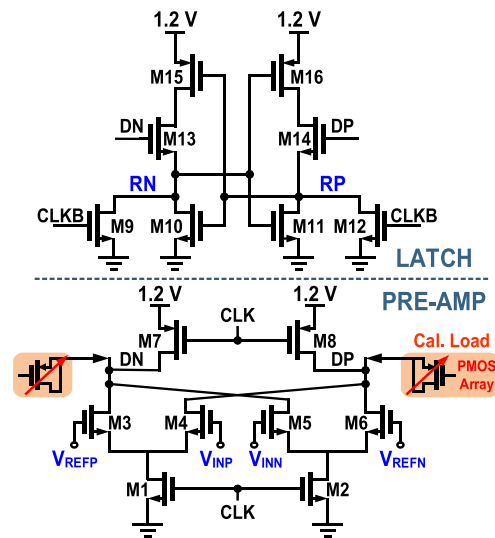 1.2 V 1.2 V
M15 M16
DN M13 M14 DP
RN RP
CLKB M9 M10 M11 M12 CLKB
LATCH
PRE-AMP
1.2 V 1.2 V
CLK
M7 M8 Cal. Load
DN DP PMOS
Array
M3 M4 M5 M6
VREFP VINP VINN VREFN
M1 M2
CLK